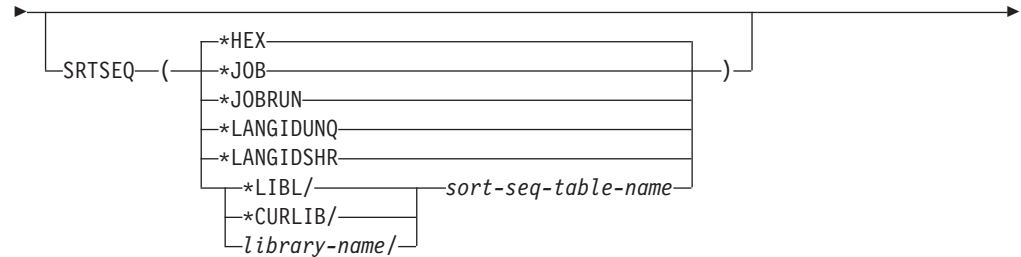 *HEX
SRTSEQ ( *JOB )
*JOBRUN
*LANGIDUNQ
*LANGIDSHR
*LIBL/ sort-seq-table-name
*CURLIB/
library-name/